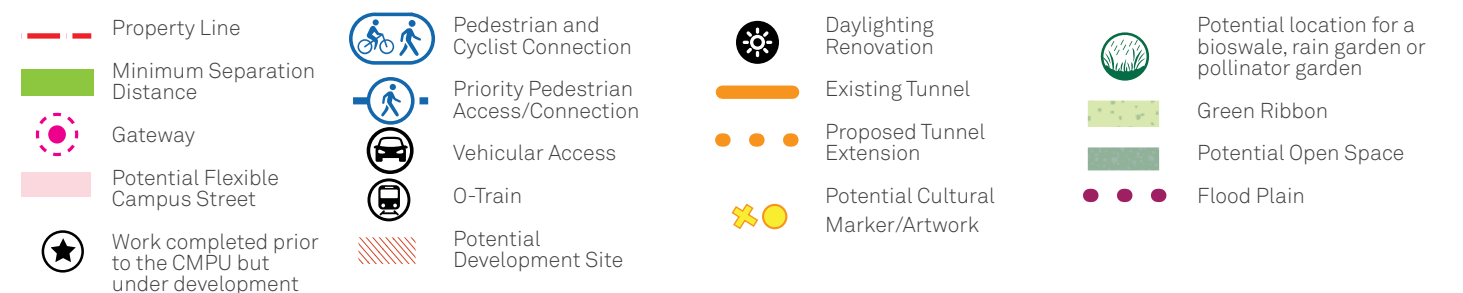 Property Line
Minimum Separation
Distance
Gateway
Potential Flexible
Campus Street
Work completed prior
to the CMPU but
under development
Pedestrian and
Cyclist Connection
Priority Pedestrian
Access/Connection
Vehicular Access
O-Train
Potential
Development Site
Daylighting
Renovation
Existing Tunnel
Proposed Tunnel
Extension
Potential Cultural
Marker/Artwork
Potential location for a
bioswale, rain garden or
pollinator garden
Green Ribbon
Potential Open Space
Flood Plain